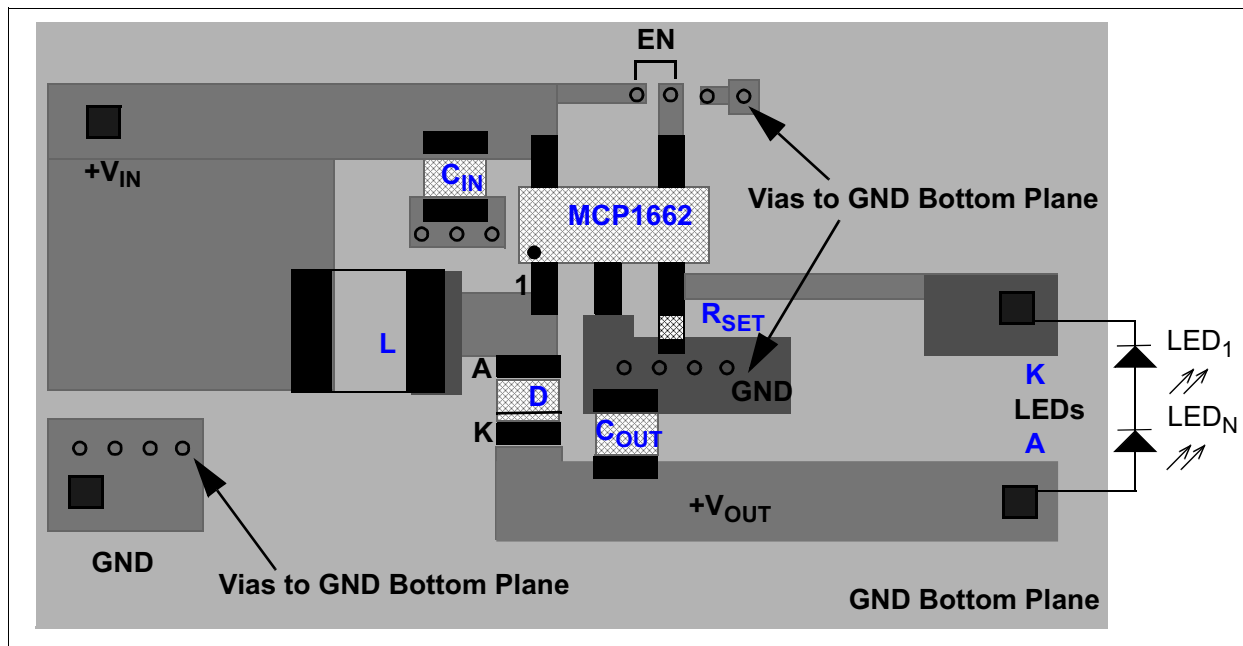 EN
+VIN
CIN
MCP1662
Vias to GND Bottom Plane
1
RSET
L
A
D
K
GND
COUT
K
LEDs
A
LED1
LEDN
+VOUT
GND
Vias to GND Bottom Plane
GND Bottom Plane